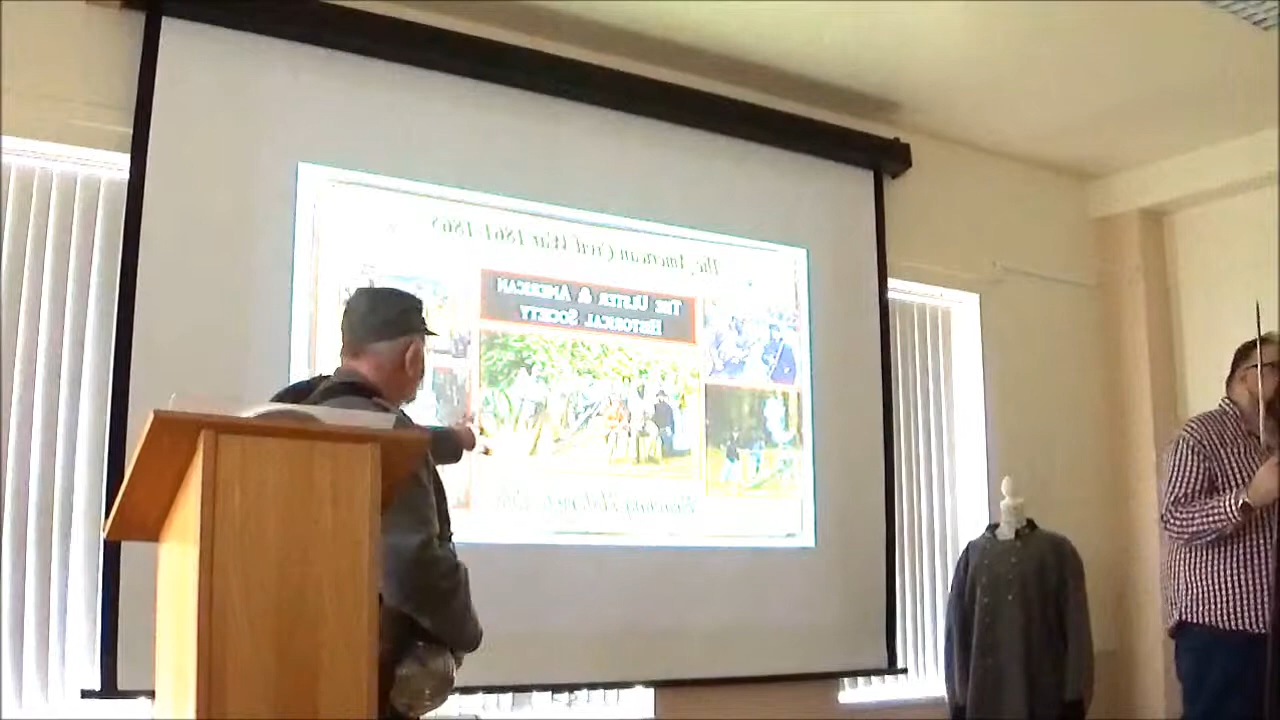 The American Civil War 1861-1865
THE ULSTER & AMERICAN
HISTORICAL SOCIETY